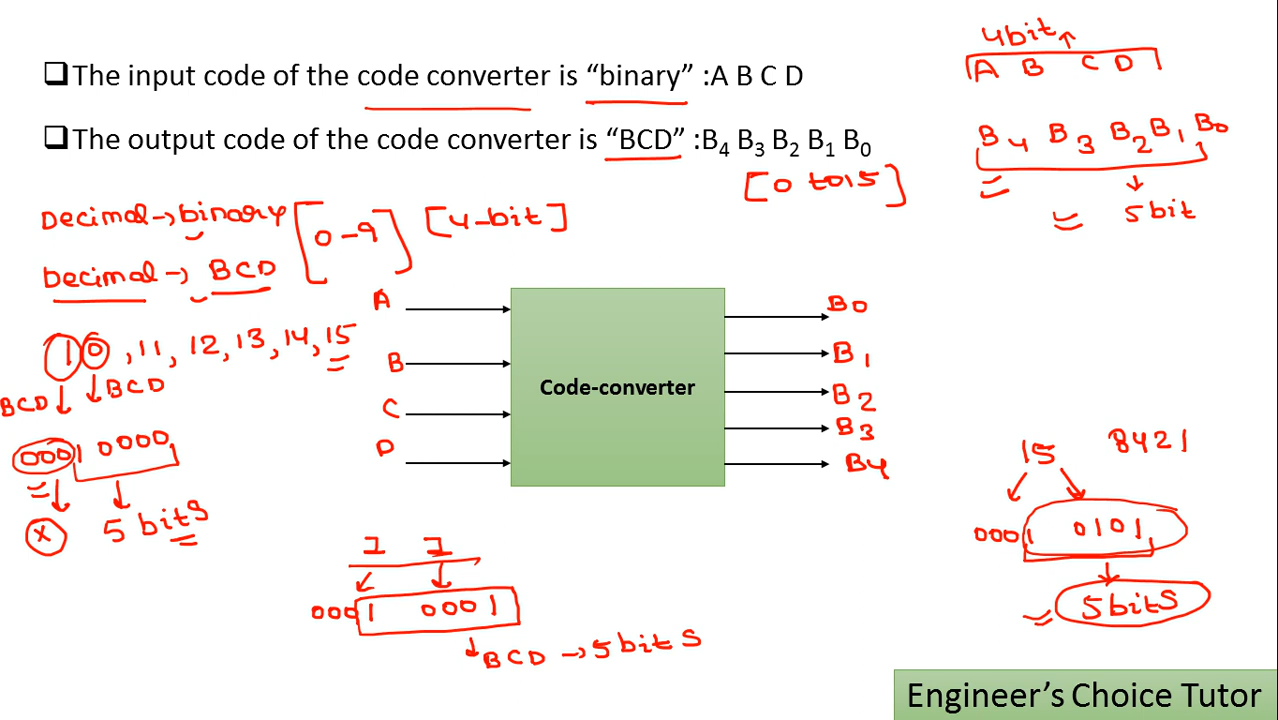 4bit
A B C D
❑The input code of the code converter is “binary” :A B C D
❑The output code of the code converter is “BCD” :B4 B3 B2 B1 B0
B4 B3 B2 B1 B0
5bit
[0 to15]
Decimal→binary [0-9] [4-bit]
Decimal→ BCD
10, 11, 12, 13, 14, 15
BCD BCD
0001 0000
x 5 bits
A
B
C
D
Code-converter
B0
B1
B2
B3
B4
15 8421
0001 0101
5bits
1 1
0001 0001
BCD → 5bits
Engineer’s Choice Tutor